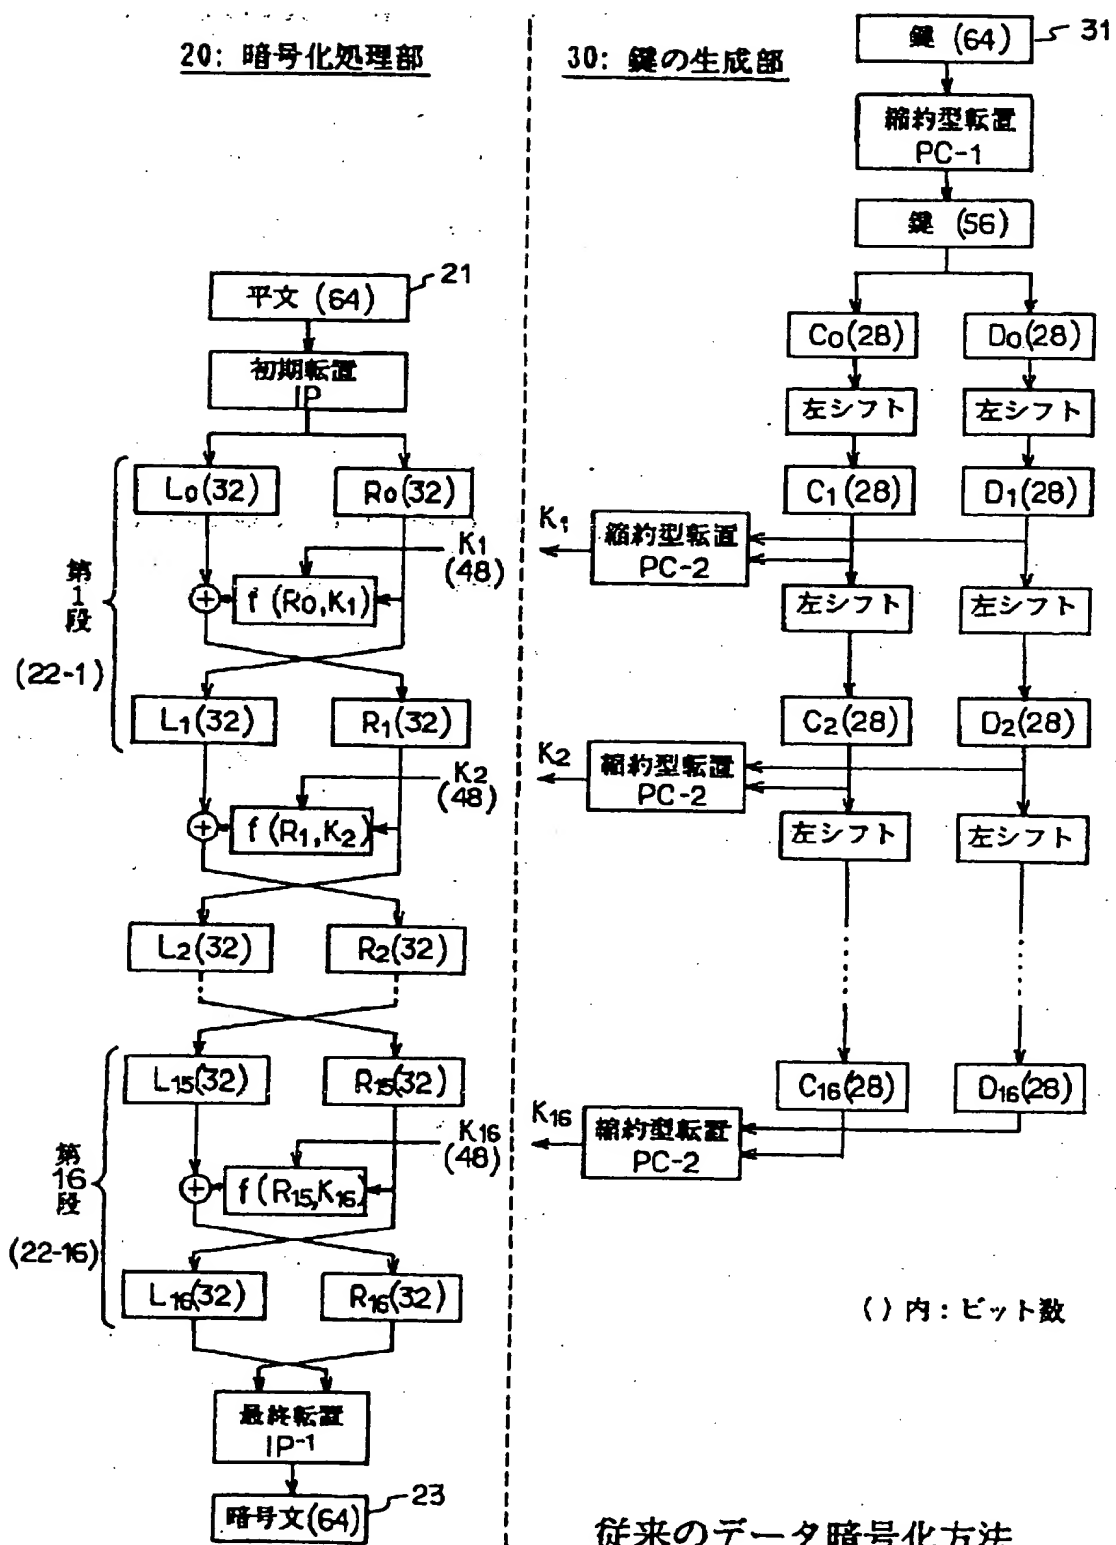 20: 暗号化処理部
21
平文 (64)
初期転置
IP
L0(32)
R0(32)
K1
(48)
第1段
(22-1)
f (R0,K1)
L1(32)
R1(32)
K2
(48)
f (R1,K2)
L2(32)
R2(32)
L15(32)
R15(32)
K16
(48)
第16段
(22-16)
f (R15,K16)
L16(32)
R16(32)
最終転置
IP-1
23
暗号文(64)
30: 鍵の生成部
鍵 (64)
31
縮約型転置
PC-1
鍵 (56)
C0(28)
D0(28)
左シフト
左シフト
C1(28)
D1(28)
K1
縮約型転置
PC-2
左シフト
左シフト
C2(28)
D2(28)
K2
縮約型転置
PC-2
左シフト
左シフト
C16(28)
D16(28)
K16
縮約型転置
PC-2
( ) 内 : ビット数
従来のデータ暗号化方法